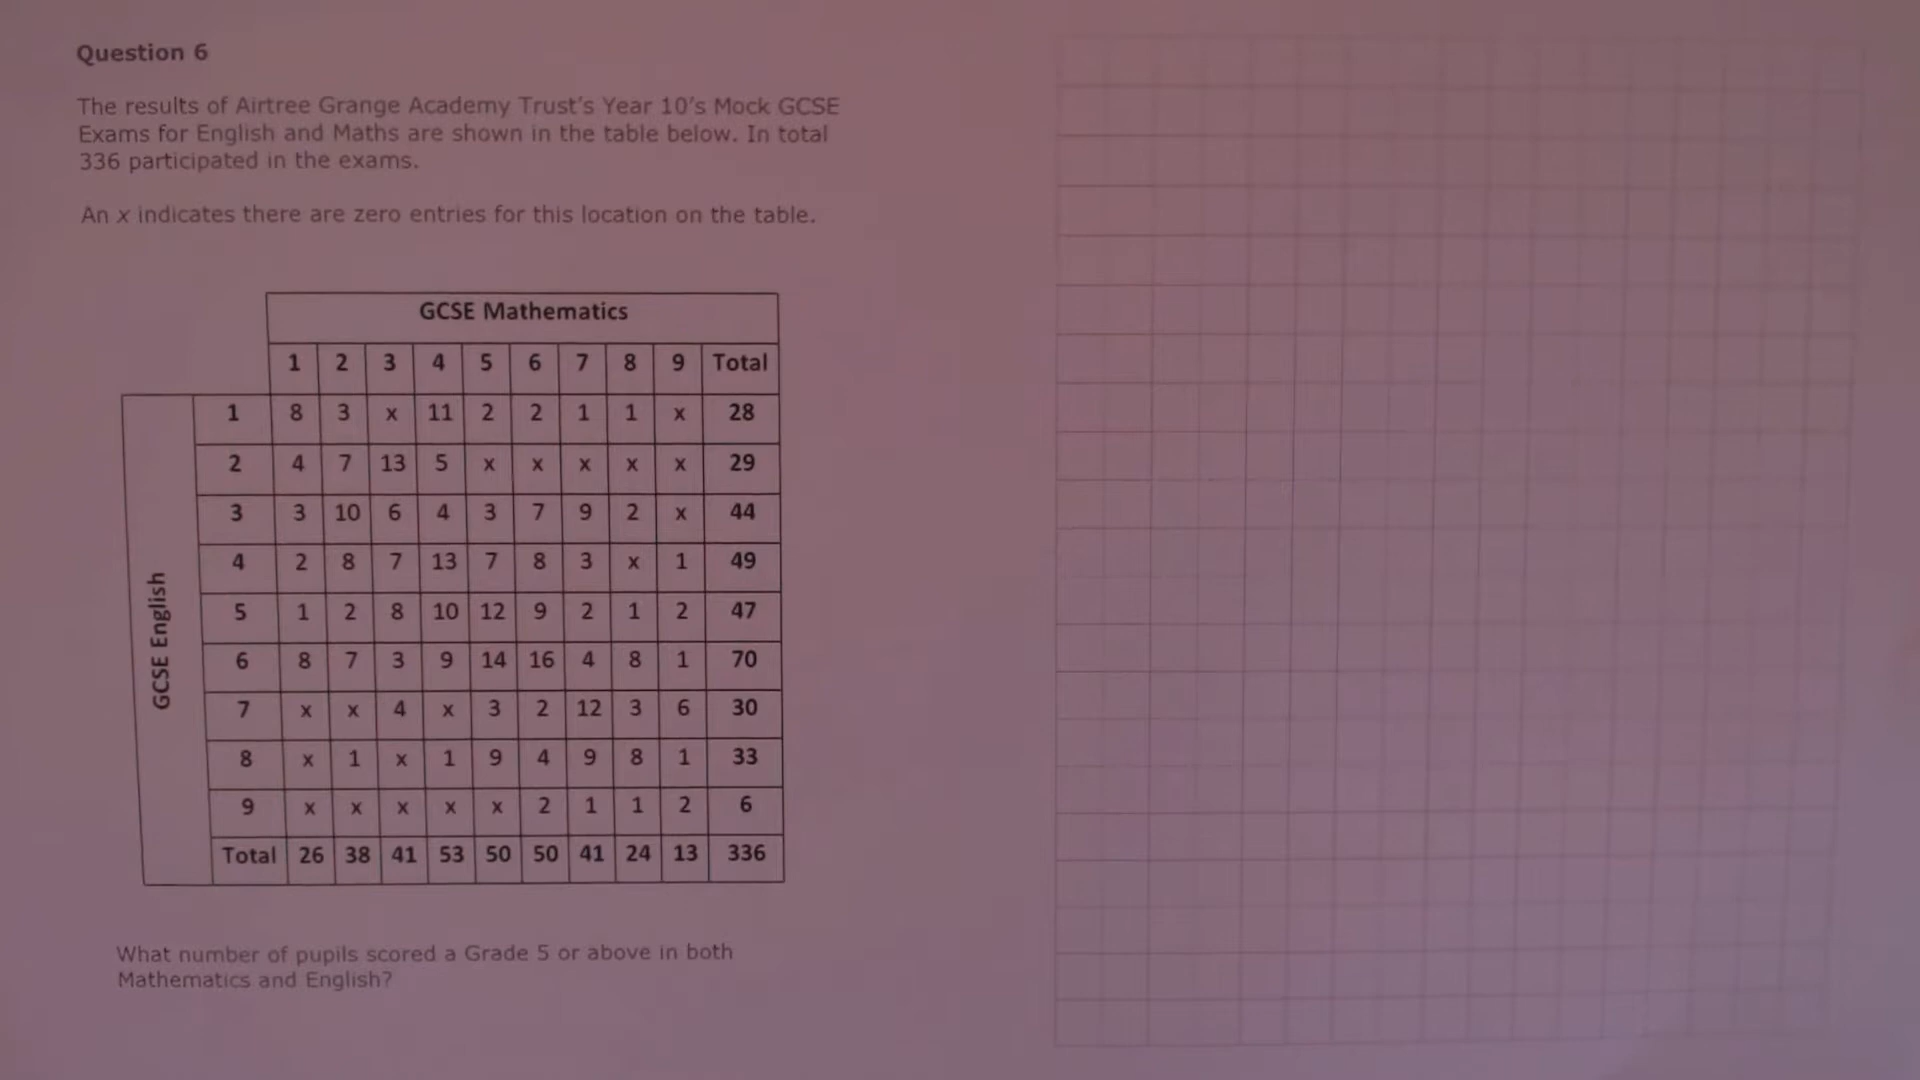 Question 6
The results of Airtree Grange Academy Trust's Year 10's Mock GCSE
Exams for English and Maths are shown in the table below. In total
336 participated in the exams.
An x indicates there are zero entries for this location on the table.
GCSE Mathematics
1 2 3 4 5 6 7 8 9 Total
GCSE English
1 8 3 x 11 2 2 1 1 x 28
2 4 7 13 5 x x x x x 29
3 3 10 6 4 3 7 9 2 x 44
4 2 8 7 13 7 8 3 x 1 49
5 1 2 8 10 12 9 2 1 2 47
6 8 7 3 9 14 16 4 8 1 70
7 x x 4 x 3 2 12 3 6 30
8 x 1 x 1 9 4 9 8 1 33
9 x x x x x 2 1 1 2 6
Total 26 38 41 53 50 50 41 24 13 336
What number of pupils scored a Grade 5 or above in both
Mathematics and English?